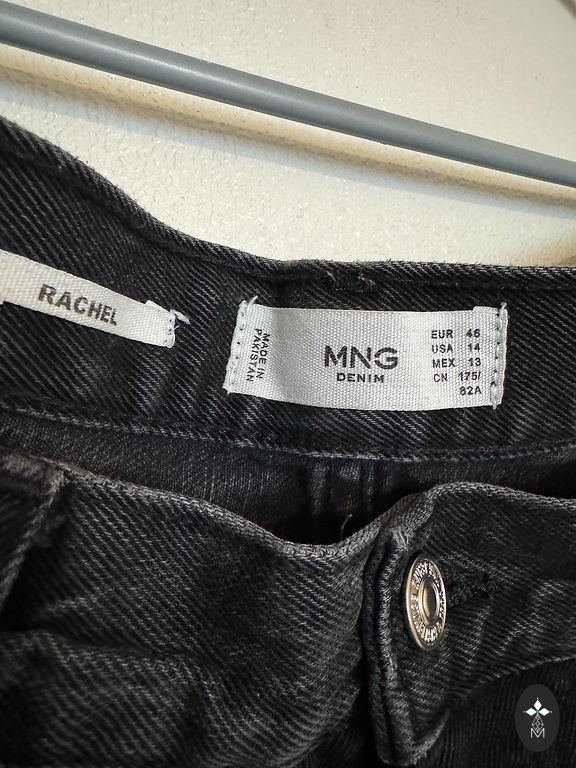 RACHEL
MADE IN
PAKISTAN
MNG
DENIM
EUR 46
USA 14
MEX 13
CN 175/
82A
M